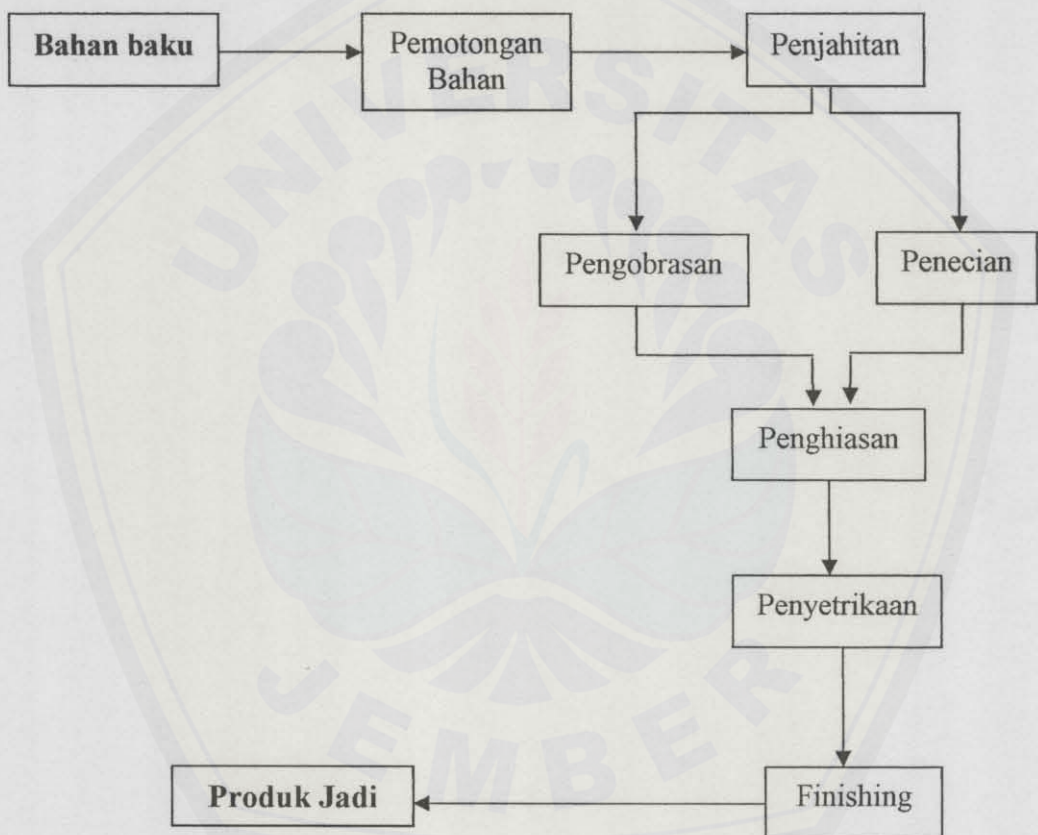 Bahan baku
Pemotongan
Bahan
Penjahitan
Pengobrasan
Penecian
Penghiasan
Penyetrikaan
Finishing
Produk Jadi
UNIVERSITAS
JEMBER